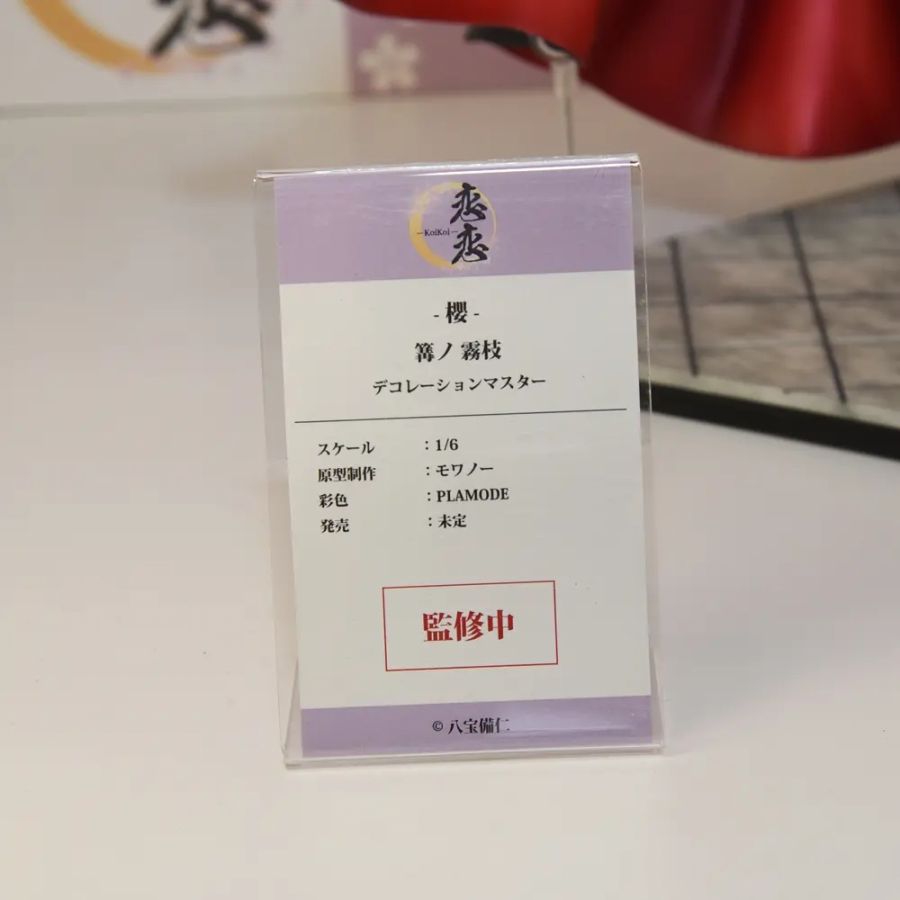 恋恋
—KoiKoi—
- 櫻 -
篝ノ霧枝
デコレーションマスター
スケール ：1/6
原型制作 ：モワノー
彩色 ：PLAMODE
発売 ：未定
監修中
© 八宝備仁